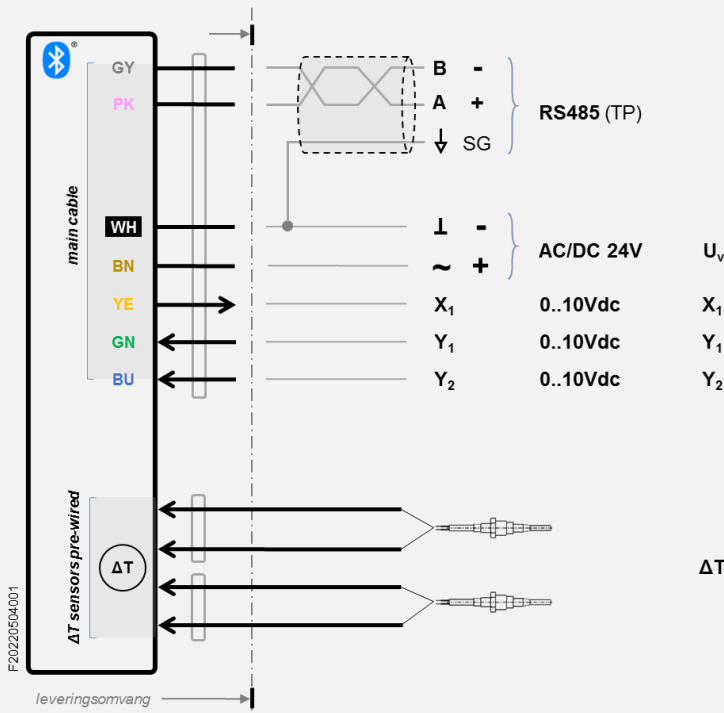 GY B -
PK A + RS485 (TP)
SG
main cable
WH ⊥ - AC/DC 24V Uv
BN ~ +
YE X1 0..10Vdc X1
GN Y1 0..10Vdc Y1
BU Y2 0..10Vdc Y2
ΔT sensors pre-wired
ΔT ΔT
F20220504001
leveringsomvang